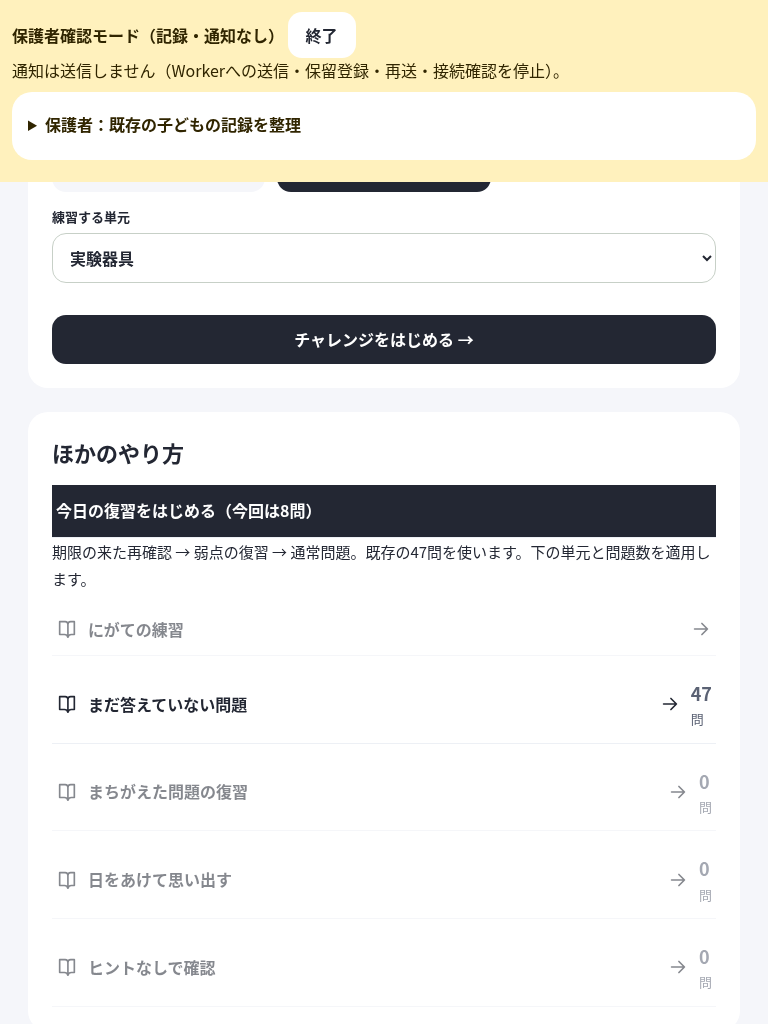 保護者確認モード（記録・通知なし） 終了
通知は送信しません（Workerへの送信・保留登録・再送・接続確認を停止）。
▶ 保護者：既存の子どもの記録を整理
練習する単元
実験器具
チャレンジをはじめる →
ほかのやり方
今日の復習をはじめる（今回は8問）
期限の来た再確認 → 弱点の復習 → 通常問題。既存の47問を使います。下の単元と問題数を適用し
ます。
にがての練習 →
まだ答えていない問題 → 47
問
まちがえた問題の復習 → 0
問
日をあけて思い出す → 0
問
ヒントなしで確認 → 0
問